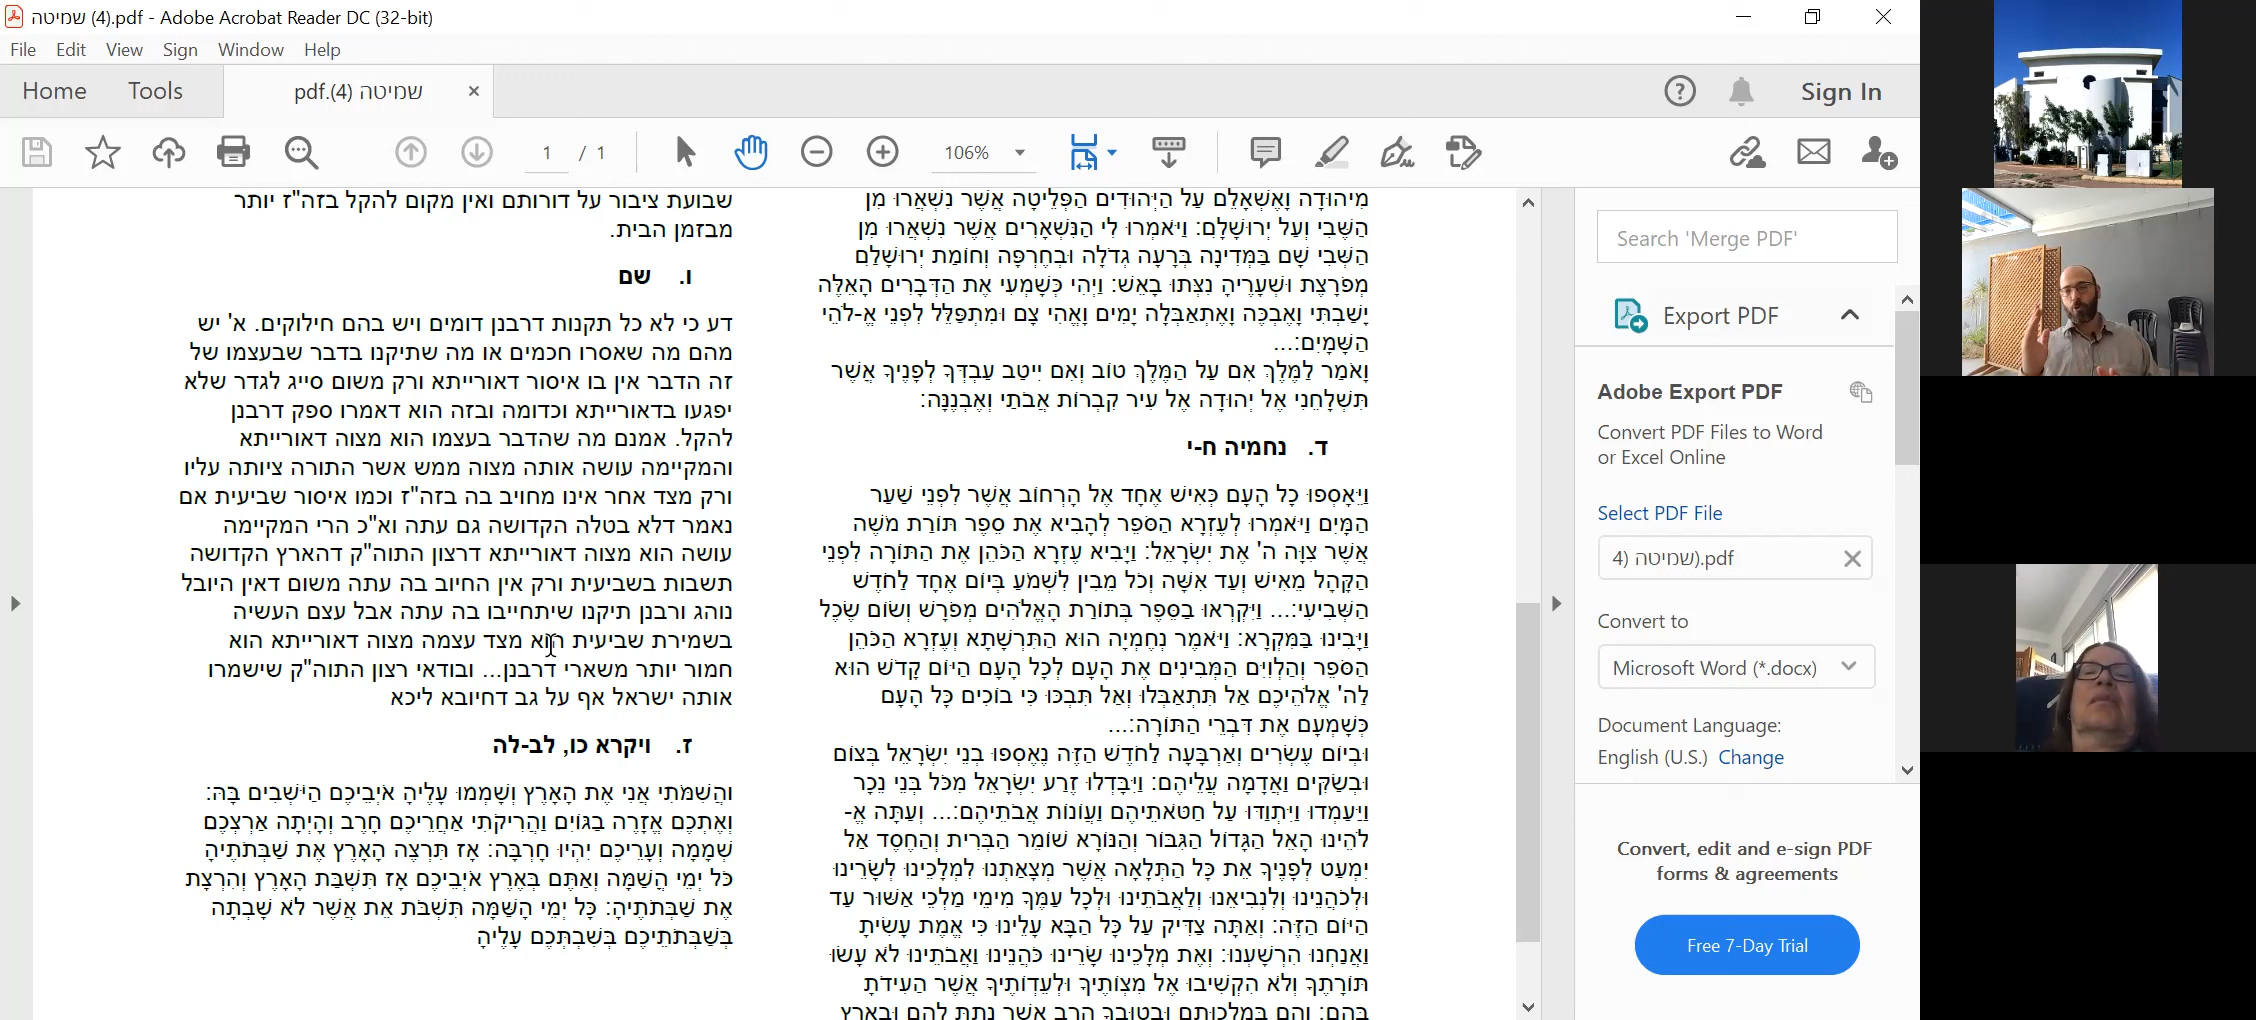 שמיטה (4).pdf - Adobe Acrobat Reader DC (32-bit)
File Edit View Sign Window Help
Home Tools שמיטה (4).pdf Sign In
1 / 1 106%
מיהודה וָאֶשְׁאָלֵם עַל הַיְּהוּדִים הַפְּלֵיטָה אֲשֶׁר נִשְׁאֲרוּ מִן
הַשֶּׁבִי וְעַל יְרוּשָׁלִָם: וַיֹּאמְרוּ לִי הַנִּשְׁאָרִים אֲשֶׁר נִשְׁאֲרוּ מִן
הַשְּׁבִי שָׁם בַּמְּדִינָה בְּרָעָה גְדֹלָה וּבְחֶרְפָּה וְחוֹמַת יְרוּשָׁלִַם
מְפֹרָצֶת וּשְׁעָרֶיהָ נִצְּתוּ בָאֵשׁ: וַיְהִי כְּשָׁמְעִי אֶת הַדְּבָרִים הָאֵלֶּה
יָשַׁבְתִּי וָאֶבְכֶּה וָאֶתְאַבְּלָה יָמִים וָאֱהִי צָם וּמִתְפַּלֵּל לִפְנֵי אֱ-לֹהֵי
הַשָּׁמָיִם:...
וָאֹמַר לַמֶּלֶךְ אִם עַל הַמֶּלֶךְ טוֹב וְאִם יִיטַב עַבְדְּךָ לְפָנֶיךָ אֲשֶׁר
תִּשְׁלָחֵנִי אֶל יְהוּדָה אֶל עִיר קִבְרוֹת אֲבֹתַי וְאֶבְנֶנָּה:
ד. נחמיה ח-י
וַיֵּאָסְפוּ כָל הָעָם כְּאִישׁ אֶחָד אֶל הָרְחוֹב אֲשֶׁר לִפְנֵי שַׁעַר
הַמָּיִם וַיֹּאמְרוּ לְעֶזְרָא הַסֹּפֵר לְהָבִיא אֶת סֵפֶר תּוֹרַת מֹשֶׁה
אֲשֶׁר צִוָּה ה' אֶת יִשְׂרָאֵל: וַיָּבִיא עֶזְרָא הַכֹּהֵן אֶת הַתּוֹרָה לִפְנֵי
הַקָּהָל מֵאִישׁ וְעַד אִשָּׁה וְכֹל מֵבִין לִשְׁמֹעַ בְּיוֹם אֶחָד לַחֹדֶשׁ
הַשְּׁבִיעִי:... וַיִּקְרְאוּ בַסֵּפֶר בְּתוֹרַת הָאֱלֹהִים מְפֹרָשׁ וְשׂוֹם שֶׂכֶל
וַיָּבִינוּ בַּמִּקְרָא: וַיֹּאמֶר נְחֶמְיָה הוּא הַתִּרְשָׁתָא וְעֶזְרָא הַכֹּהֵן
הַסֹּפֵר וְהַלְוִיִּם הַמְּבִינִים אֶת הָעָם לְכָל הָעָם הַיּוֹם קָדֹשׁ הוּא
לַה' אֱלֹהֵיכֶם אַל תִּתְאַבְּלוּ וְאַל תִּבְכּוּ כִּי בוֹכִים כָּל הָעָם
כְּשָׁמְעָם אֶת דִּבְרֵי הַתּוֹרָה:...
וּבְיוֹם עֶשְׂרִים וְאַרְבָּעָה לַחֹדֶשׁ הַזֶּה נֶאֶסְפוּ בְנֵי יִשְׂרָאֵל בְּצוֹם
וּבְשַׂקִּים וַאֲדָמָה עֲלֵיהֶם: וַיִּבָּדְלוּ זֶרַע יִשְׂרָאֵל מִכֹּל בְּנֵי נֵכָר
וַיַּעַמְדוּ וַיִּתְוַדּוּ עַל חַטֹּאתֵיהֶם וַעֲוֹנוֹת אֲבֹתֵיהֶם:... וְעַתָּה אֱ-
לֹהֵינוּ הָאֵל הַגָּדוֹל הַגִּבּוֹר וְהַנּוֹרָא שׁוֹמֵר הַבְּרִית וְהַחֶסֶד אַל
יִמְעַט לְפָנֶיךָ אֵת כָּל הַתְּלָאָה אֲשֶׁר מְצָאַתְנוּ לִמְלָכֵינוּ לְשָׂרֵינוּ
וּלְכֹהֲנֵינוּ וְלִנְבִיאֵנוּ וְלַאֲבֹתֵינוּ וּלְכָל עַמֶּךָ מִימֵי מַלְכֵי אַשּׁוּר עַד
הַיּוֹם הַזֶּה: וְאַתָּה צַדִּיק עַל כָּל הַבָּא עָלֵינוּ כִּי אֱמֶת עָשִׂיתָ
וַאֲנַחְנוּ הִרְשָׁעְנוּ: וְאֶת מְלָכֵינוּ שָׂרֵינוּ כֹּהֲנֵינוּ וַאֲבֹתֵינוּ לֹא עָשׂוּ
תּוֹרָתֶךָ וְלֹא הִקְשִׁיבוּ אֶל מִצְוֹתֶיךָ וּלְעֵדְוֹתֶיךָ אֲשֶׁר הַעִידֹתָ
בָּהֶם: וְהֵם בְּמַלְכוּתָם וּבְטוּבְךָ הָרָב אֲשֶׁר נָתַתָּ לָהֶם וּבְאֶרֶץ
שבועת ציבור על דורותם ואין מקום להקל בזה"ז יותר
מבזמן הבית.
ו. שם
דע כי לא כל תקנות דרבנן דומים ויש בהם חילוקים. א' יש
מהם מה שאסרו חכמים או מה שתיקנו בדבר שבעצמו של
זה הדבר אין בו איסור דאורייתא ורק משום סייג לגדר שלא
יפגעו בדאורייתא וכדומה ובזה הוא דאמרו ספק דרבנן
להקל. אמנם מה שהדבר בעצמו הוא מצוה דאורייתא
והמקיימה עושה אותה מצוה ממש אשר התורה ציותה עליו
ורק מצד אחר אינו מחויב בה בזה"ז וכמו איסור שביעית אם
נאמר דלא בטלה הקדושה גם עתה וא"כ הרי המקיימה
עושה הוא מצוה דאורייתא דרצון התוה"ק דהארץ הקדושה
תשבות בשביעית ורק אין החיוב בה עתה משום דאין היובל
נוהג ורבנן תיקנו שיתחייבו בה עתה אבל עצם העשיה
בשמירת שביעית הוא מצד עצמה מצוה דאורייתא הוא
חמור יותר משארי דרבנן... ובודאי רצון התוה"ק שישמרו
אותה ישראל אף על גב דחיובא ליכא
ז. ויקרא כו, לב-לה
וַהֲשִׁמֹּתִי אֲנִי אֶת הָאָרֶץ וְשָׁמְמוּ עָלֶיהָ אֹיְבֵיכֶם הַיֹּשְׁבִים בָּהּ:
וְאֶתְכֶם אֱזָרֶה בַגּוֹיִם וַהֲרִיקֹתִי אַחֲרֵיכֶם חָרֶב וְהָיְתָה אַרְצְכֶם
שְׁמָמָה וְעָרֵיכֶם יִהְיוּ חָרְבָּה: אָז תִּרְצֶה הָאָרֶץ אֶת שַׁבְּתֹתֶיהָ
כֹּל יְמֵי הֳשַׁמָּה וְאַתֶּם בְּאֶרֶץ אֹיְבֵיכֶם אָז תִּשְׁבַּת הָאָרֶץ וְהִרְצָת
אֶת שַׁבְּתֹתֶיהָ: כָּל יְמֵי הָשַּׁמָּה תִּשְׁבֹּת אֵת אֲשֶׁר לֹא שָׁבְתָה
בְּשַׁבְּתֹתֵיכֶם בְּשִׁבְתְּכֶם עָלֶיהָ
Search 'Merge PDF'
Export PDF
Adobe Export PDF
Convert PDF Files to Word
or Excel Online
Select PDF File
שמיטה (4).pdf
Convert to
Microsoft Word (*.docx)
Document Language:
English (U.S.) Change
Convert, edit and e-sign PDF
forms & agreements
Free 7-Day Trial